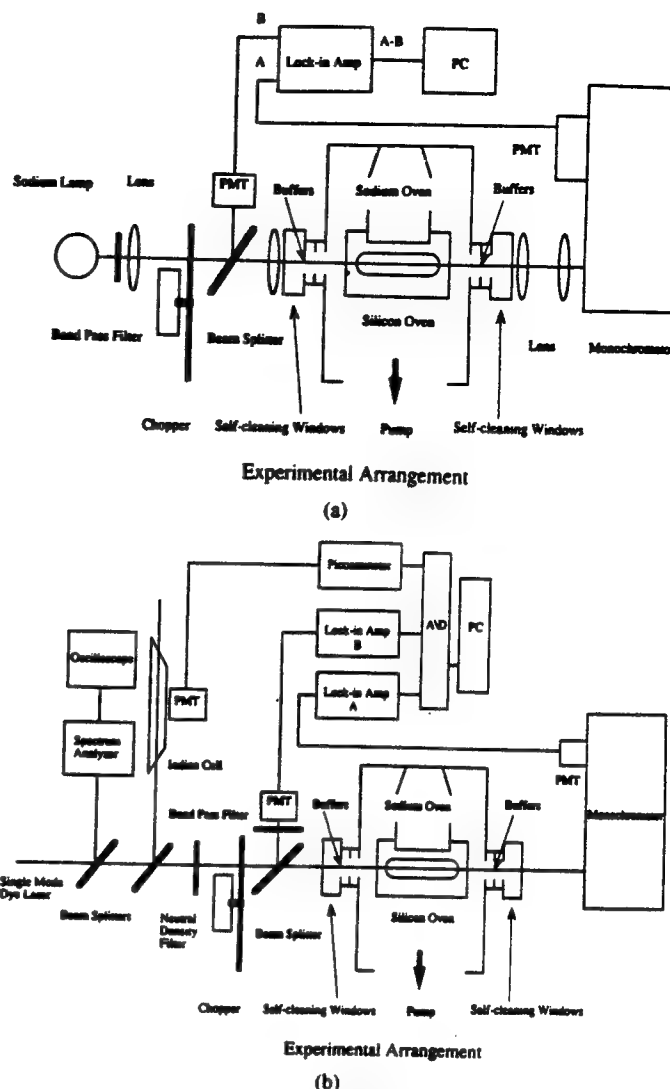 B
A
Lock-in Amp
A-B
PC
PMT
Sodium Lamp
Lens
PMT
Buffers
Sodium Oven
Buffers
Band Pass Filter
Beam Splitter
Silicon Oven
Lens
Monochromator
Chopper
Self-cleaning Windows
Pump
Self-cleaning Windows
Experimental Arrangement
(a)
Picoammeter
Oscilloscope
Lock-in Amp
B
A\D
PC
PMT
Lock-in Amp
A
Spectrum
Analyzer
Iodine Cell
PMT
Band Pass Filter
PMT
Buffers
Sodium Oven
Buffers
Monochromator
Single Mode
Dye Laser
Beam Splitters
Neutral
Density
Filter
Beam Splitter
Silicon Oven
Chopper
Self-cleaning Windows
Pump
Self-cleaning Windows
Experimental Arrangement
(b)